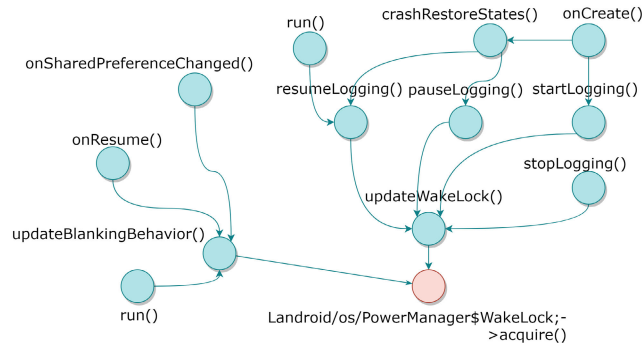 crashRestoreStates()
onCreate()
run()
onSharedPreferenceChanged()
resumeLogging()
pauseLogging()
startLogging()
onResume()
stopLogging()
updateWakeLock()
updateBlankingBehavior()
run()
Landroid/os/PowerManager$WakeLock;-
>acquire()